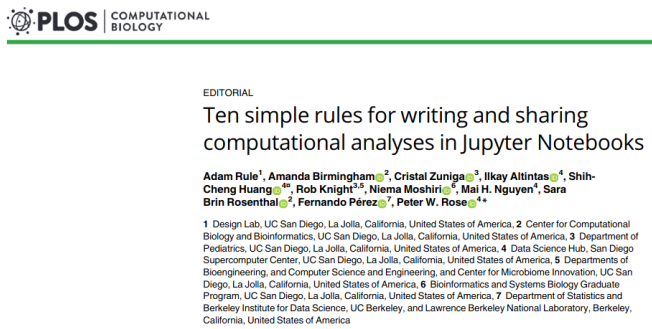 PLOS | COMPUTATIONAL
BIOLOGY
EDITORIAL
Ten simple rules for writing and sharing
computational analyses in Jupyter Notebooks
Adam Rule1, Amanda Birmingham2, Cristal Zuniga3, Ilkay Altintas4, Shih-
Cheng Huang4¤, Rob Knight3,5, Niema Moshiri6, Mai H. Nguyen4, Sara
Brin Rosenthal2, Fernando Pérez7, Peter W. Rose4*
1 Design Lab, UC San Diego, La Jolla, California, United States of America, 2 Center for Computational
Biology and Bioinformatics, UC San Diego, La Jolla, California, United States of America, 3 Department of
Pediatrics, UC San Diego, La Jolla, California, United States of America, 4 Data Science Hub, San Diego
Supercomputer Center, UC San Diego, La Jolla, California, United States of America, 5 Departments of
Bioengineering, and Computer Science and Engineering, and Center for Microbiome Innovation, UC San
Diego, La Jolla, California, United States of America, 6 Bioinformatics and Systems Biology Graduate
Program, UC San Diego, La Jolla, California, United States of America, 7 Department of Statistics and
Berkeley Institute for Data Science, UC Berkeley, and Lawrence Berkeley National Laboratory, Berkeley,
California, United States of America